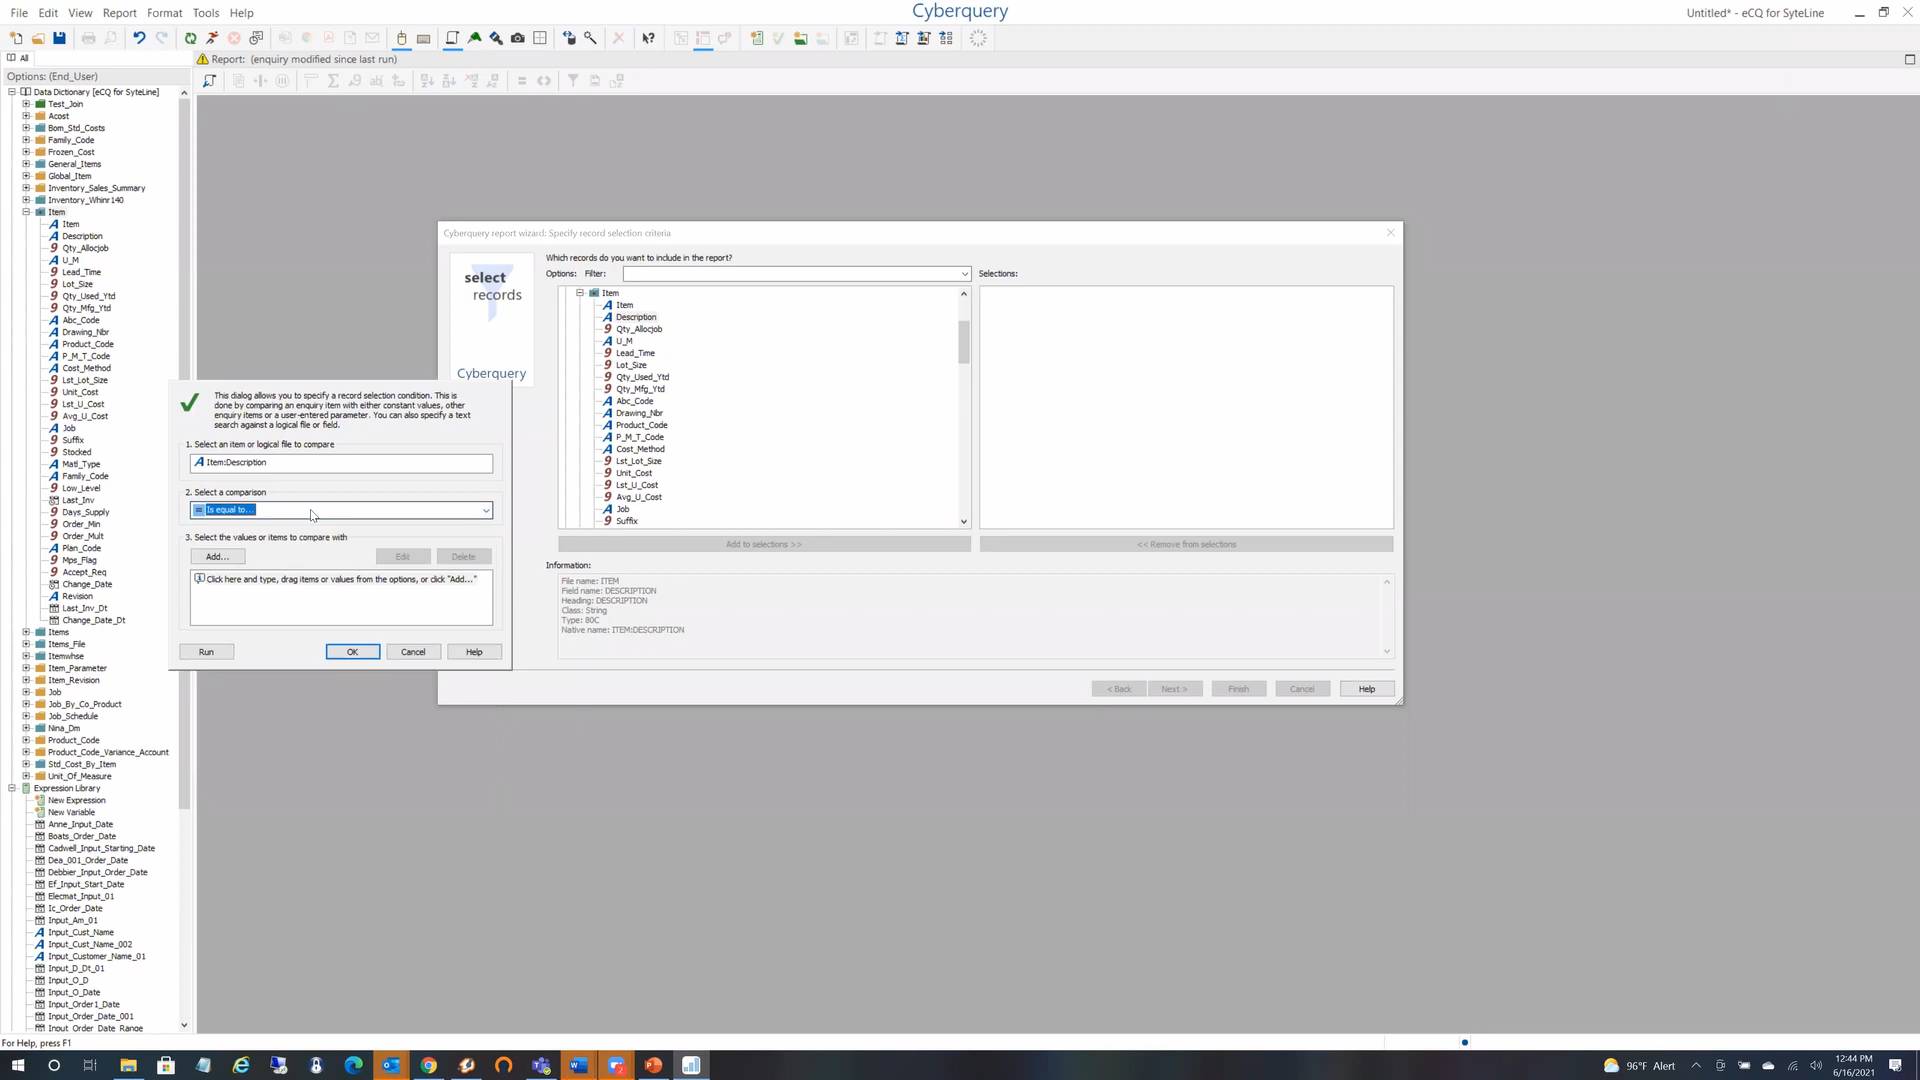 File Edit View Report Format Tools Help
Cyberquery
Untitled* - eCQ for SyteLine
All
Report: (enquiry modified since last run)
Options: (End_User)
Data Dictionary [eCQ for SyteLine]
Test_Join
Acost
Bom_Std_Costs
Family_Code
Frozen_Cost
General_Items
Global_Item
Inventory_Sales_Summary
Inventory_Whinr140
Item
Item
Description
Qty_Allocjob
U_M
Lead_Time
Lot_Size
Qty_Used_Ytd
Qty_Mfg_Ytd
Abc_Code
Drawing_Nbr
Product_Code
P_M_T_Code
Cost_Method
Lst_Lot_Size
Unit_Cost
Lst_U_Cost
Avg_U_Cost
Job
Suffix
Stocked
Matl_Type
Family_Code
Low_Level
Last_Inv
Days_Supply
Order_Min
Order_Mult
Plan_Code
Mps_Flag
Accept_Req
Change_Date
Revision
Last_Inv_Dt
Change_Date_Dt
Items
Items_File
Itemwhse
Item_Parameter
Item_Revision
Job
Job_By_Co_Product
Job_Schedule
Nina_Dm
Product_Code
Product_Code_Variance_Account
Std_Cost_By_Item
Unit_Of_Measure
Expression Library
New Expression
New Variable
Anne_Input_Date
Boats_Order_Date
Cadwell_Input_Starting_Date
Dea_001_Order_Date
Debbier_Input_Order_Date
Ef_Input_Start_Date
Elecmat_Input_01
Ic_Order_Date
Input_Am_01
Input_Cust_Name
Input_Cust_Name_002
Input_Customer_Name_01
Input_D_Dt_01
Input_O_D
Input_O_Date
Input_Order1_Date
Input_Order_Date_001
Input_Order_Date_Range
Cyberquery report wizard: Specify record selection criteria
select
records
Cyberquery
Which records do you want to include in the report?
Options: Filter:
Selections:
Item
Item
Description
Qty_Allocjob
U_M
Lead_Time
Lot_Size
Qty_Used_Ytd
Qty_Mfg_Ytd
Abc_Code
Drawing_Nbr
Product_Code
P_M_T_Code
Cost_Method
Lst_Lot_Size
Unit_Cost
Lst_U_Cost
Avg_U_Cost
Job
Suffix
Add to selections >>
<< Remove from selections
Information:
File name: ITEM
Field name: DESCRIPTION
Heading: DESCRIPTION
Class: String
Type: 80C
Native name: ITEM:DESCRIPTION
< Back Next > Finish Cancel Help
This dialog allows you to specify a record selection condition. This is
done by comparing an enquiry item with either constant values, other
enquiry items or a user-entered parameter. You can also specify a text
search against a logical file or field.
1. Select an item or logical file to compare
Item:Description
2. Select a comparison
Is equal to...
3. Select the values or items to compare with
Add... Edit Delete
Click here and type, drag items or values from the options, or click "Add..."
Run OK Cancel Help
For Help, press F1
96°F Alert
12:44 PM
6/16/2021